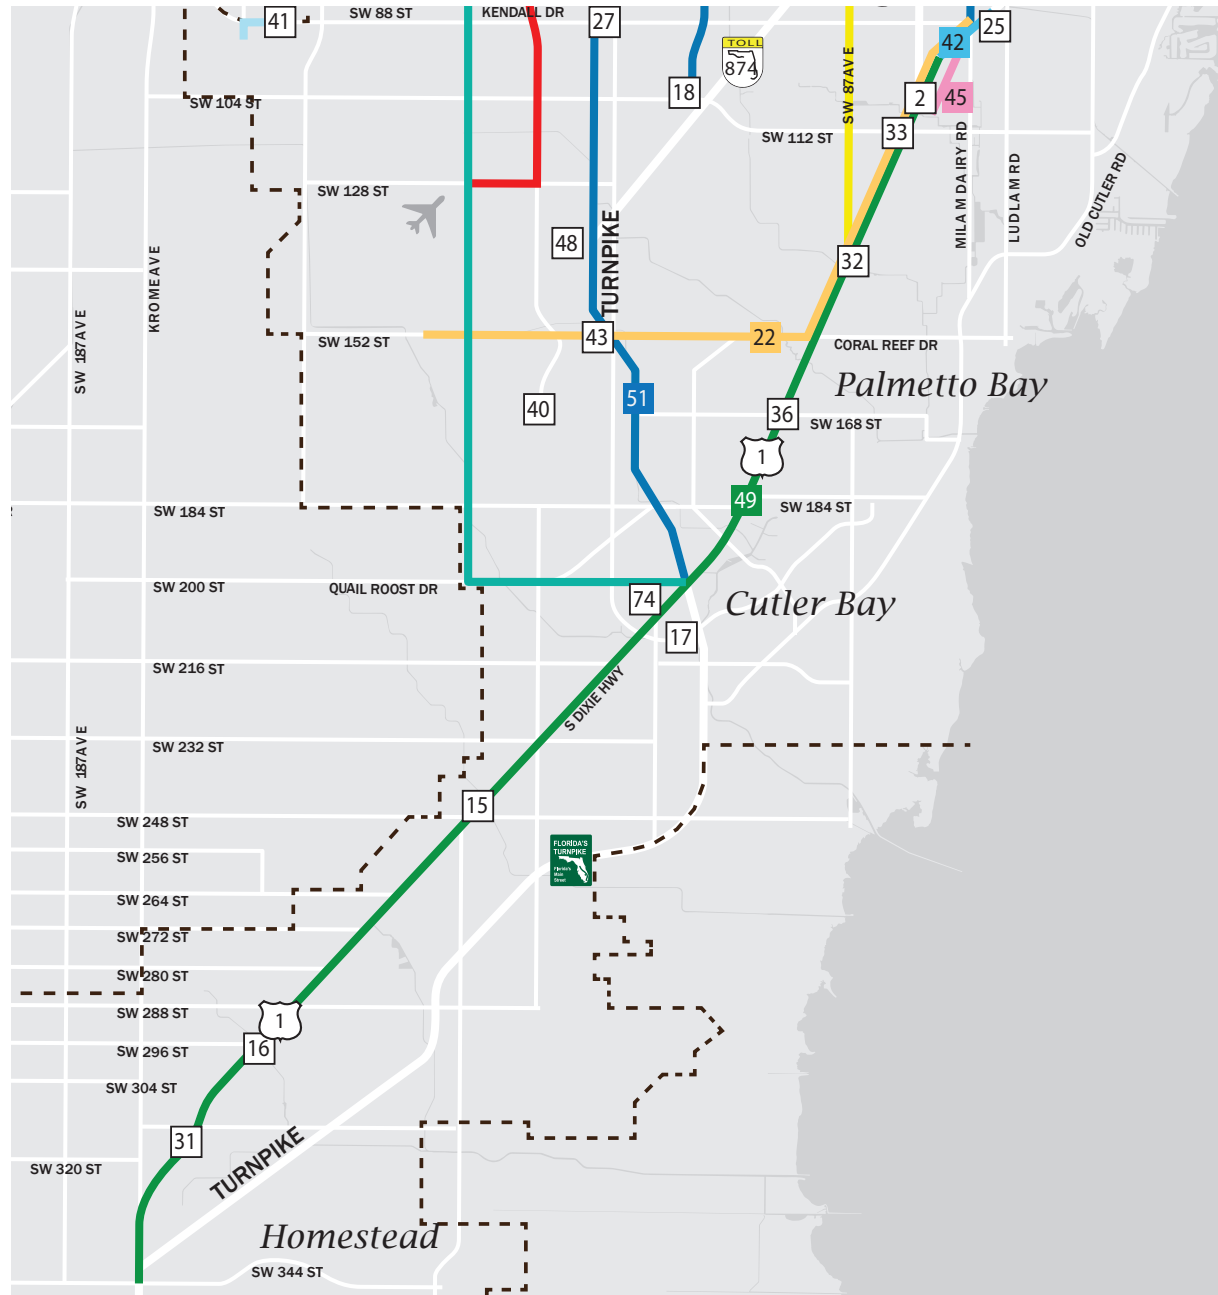 SW 88 ST
KENDALL DR
41
27
25
42
TOLL
874
18
SW 87 AVE
2
45
SW 104 ST
33
SW 112 ST
MILAM DAIRY RD
LUDLAM RD
OLD CUTLER RD
SW 128 ST
48
TURNPIKE
32
KROME AVE
SW 187 AVE
SW 152 ST
43
22
CORAL REEF DR
Palmetto Bay
51
40
36
SW 168 ST
1
49
SW 184 ST
SW 184 ST
SW 200 ST
QUAIL ROOST DR
74
Cutler Bay
17
SW 216 ST
S DIXIE HWY
SW 232 ST
SW 187 AVE
15
SW 248 ST
FLORIDA'S
TURNPIKE
Florida's
Main
Street
SW 256 ST
SW 264 ST
SW 272 ST
SW 280 ST
SW 288 ST
1
16
SW 296 ST
SW 304 ST
31
TURNPIKE
SW 320 ST
Homestead
SW 344 ST